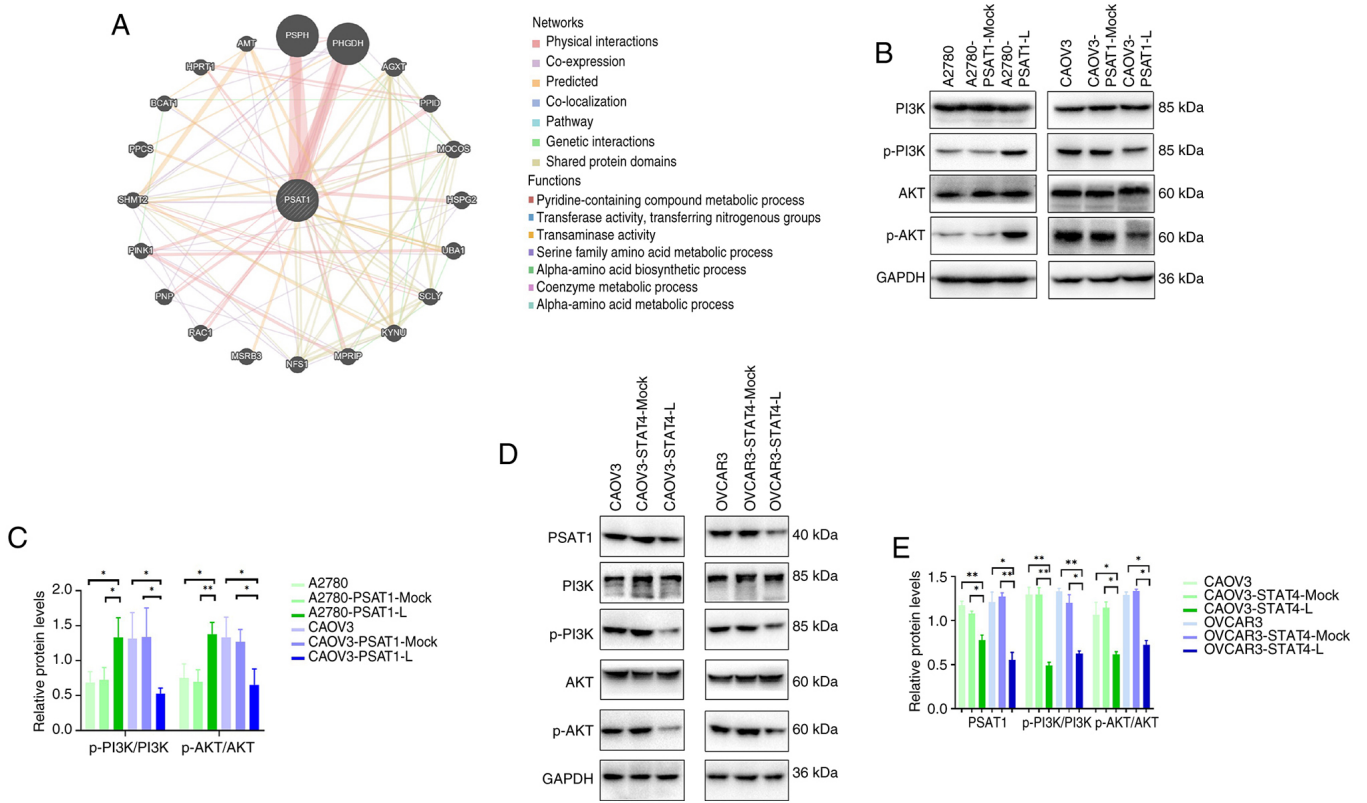 A
PSPH
PHGDH
AMT
AGXT
HPRT1
PPID
BCAT1
MOCOS
PPCS
HSPG2
SHMT2
PSAT1
UBA1
PINK1
SCLY
PNP
KYNU
RAC1
MPRIP
MSRB3
NFS1
Networks
Physical interactions
Co-expression
Predicted
Co-localization
Pathway
Genetic interactions
Shared protein domains
Functions
Pyridine-containing compound metabolic process
Transferase activity, transferring nitrogenous groups
Transaminase activity
Serine family amino acid metabolic process
Alpha-amino acid biosynthetic process
Coenzyme metabolic process
Alpha-amino acid metabolic process
B
A2780
A2780-
PSAT1-Mock
A2780-
PSAT1-L
CAOV3
CAOV3-
PSAT1-Mock
CAOV3-
PSAT1-L
PI3K 85 kDa
p-PI3K 85 kDa
AKT 60 kDa
p-AKT 60 kDa
GAPDH 36 kDa
C
Relative protein levels
2.0
1.5
1.0
0.5
0.0
* * * *
* * ** *
p-PI3K/PI3K p-AKT/AKT
A2780
A2780-PSAT1-Mock
A2780-PSAT1-L
CAOV3
CAOV3-PSAT1-Mock
CAOV3-PSAT1-L
D
CAOV3
CAOV3-STAT4-Mock
CAOV3-STAT4-L
OVCAR3
OVCAR3-STAT4-Mock
OVCAR3-STAT4-L
PSAT1 40 kDa
PI3K 85 kDa
p-PI3K 85 kDa
AKT 60 kDa
p-AKT 60 kDa
GAPDH 36 kDa
E
Relative protein levels
1.5
1.0
0.5
0.0
** * ** ** * *
* ** ** * * *
PSAT1 p-PI3K/PI3K p-AKT/AKT
CAOV3
CAOV3-STAT4-Mock
CAOV3-STAT4-L
OVCAR3
OVCAR3-STAT4-Mock
OVCAR3-STAT4-L